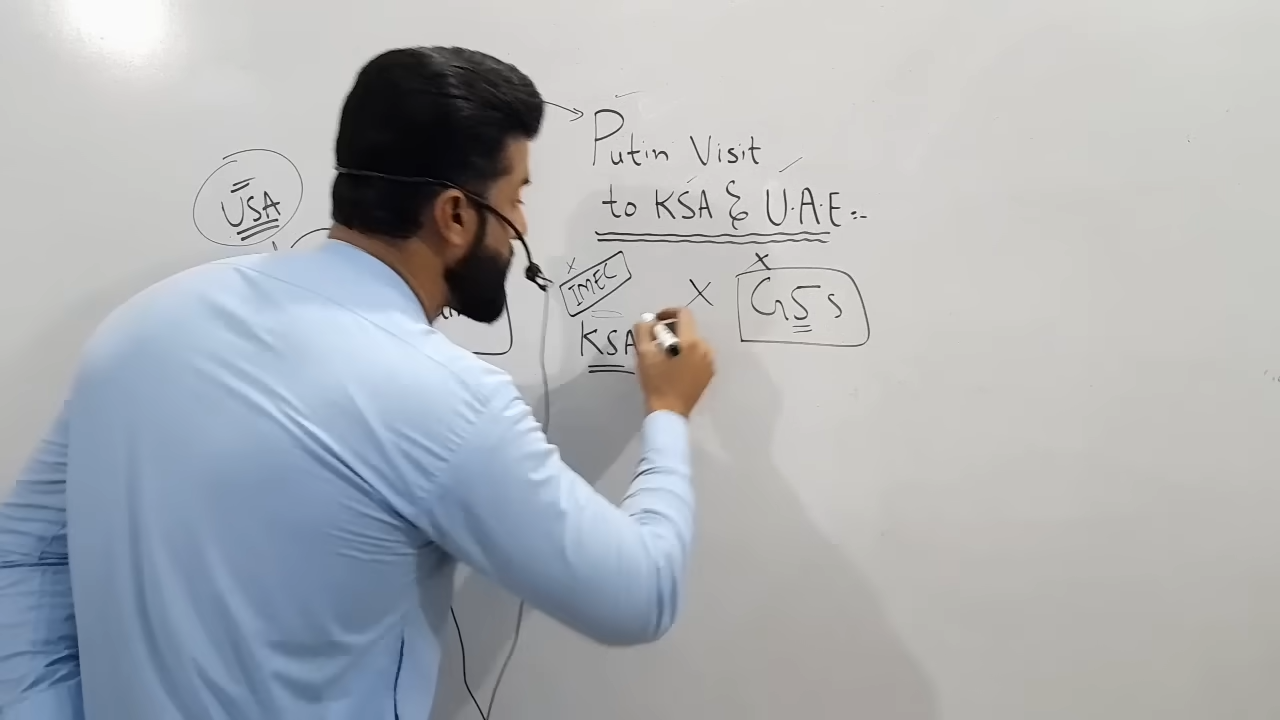 Putin Visit
to KSA & U.A.E:-
USA
IMEC
X
X
X
G5s
KSA